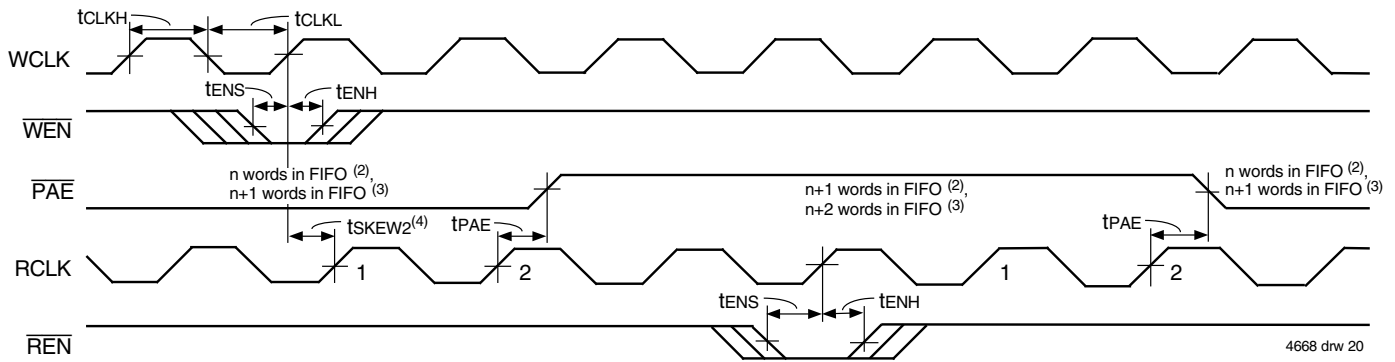 tCLKH
tCLKL
WCLK
tENS
tENH
WEN
n words in FIFO (2),
n+1 words in FIFO (3)
PAE
n+1 words in FIFO (2),
n+2 words in FIFO (3)
n words in FIFO (2),
n+1 words in FIFO (3)
tSKEW2(4)
tPAE
tPAE
RCLK
1
2
1
2
tENS
tENH
REN
4668 drw 20